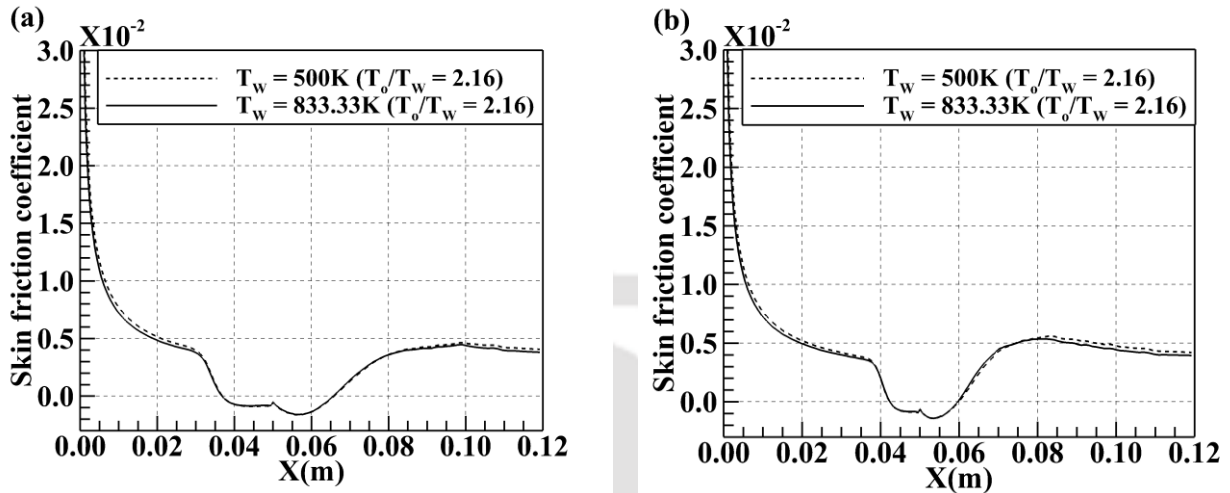 (a)
X10⁻²
3.0
2.5
2.0
1.5
1.0
0.5
0.0
Skin friction coefficient
T_W = 500K (T_o/T_W = 2.16)
T_W = 833.33K (T_o/T_W = 2.16)
0.00 0.02 0.04 0.06 0.08 0.10 0.12
X(m)
(b)
X10⁻²
3.0
2.5
2.0
1.5
1.0
0.5
0.0
Skin friction coefficient
T_W = 500K (T_o/T_W = 2.16)
T_W = 833.33K (T_o/T_W = 2.16)
0.00 0.02 0.04 0.06 0.08 0.10 0.12
X(m)